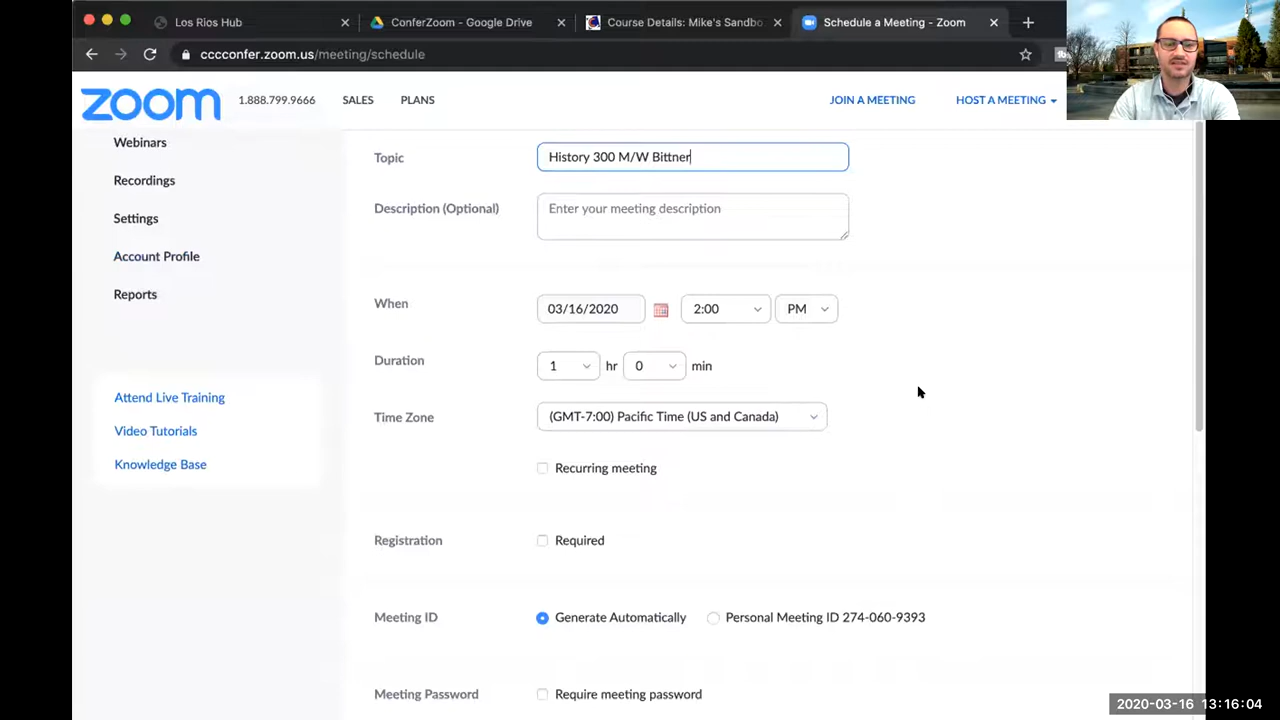 Los Rios Hub
ConferZoom - Google Drive
Course Details: Mike's Sandbo
Schedule a Meeting - Zoom
cccconfer.zoom.us/meeting/schedule
zoom
1.888.799.9666
SALES
PLANS
JOIN A MEETING
HOST A MEETING
Webinars
Recordings
Settings
Account Profile
Reports
Attend Live Training
Video Tutorials
Knowledge Base
Topic
History 300 M/W Bittner
Description (Optional)
Enter your meeting description
When
03/16/2020
2:00
PM
Duration
1
hr
0
min
Time Zone
(GMT-7:00) Pacific Time (US and Canada)
Recurring meeting
Registration
Required
Meeting ID
Generate Automatically
Personal Meeting ID 274-060-9393
Meeting Password
Require meeting password
2020-03-16 13:16:04